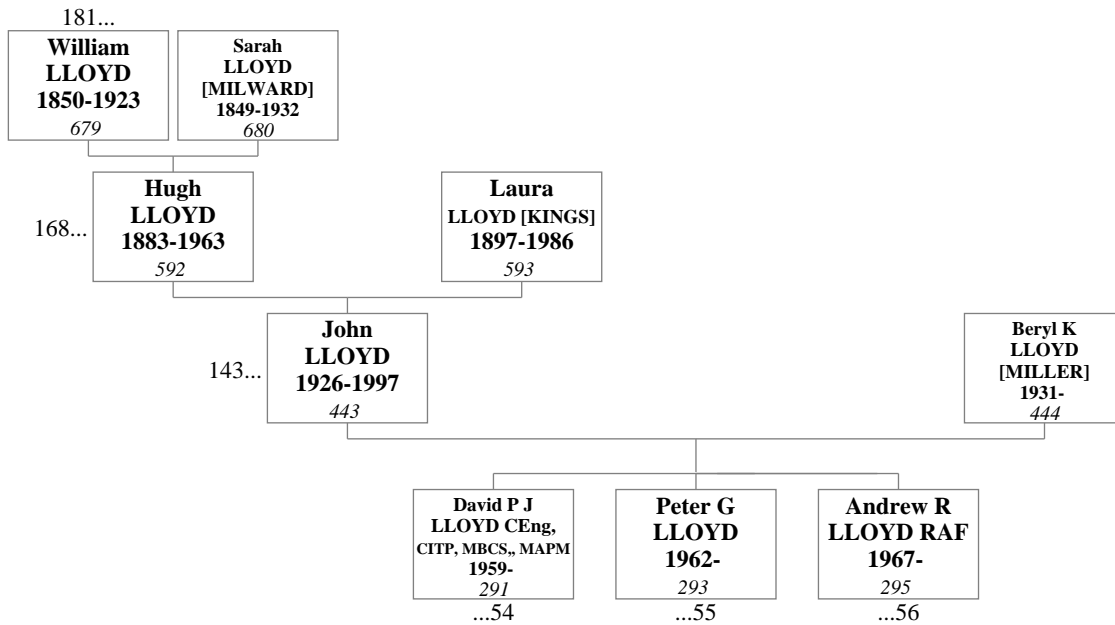 181...
William
LLOYD
1850-1923
679
Sarah
LLOYD
[MILWARD]
1849-1932
680
168...
Hugh
LLOYD
1883-1963
592
Laura
LLOYD [KINGS]
1897-1986
593
143...
John
LLOYD
1926-1997
443
Beryl K
LLOYD
[MILLER]
1931-
444
David P J
LLOYD CEng,
CITP, MBCS,, MAPM
1959-
291
...54
Peter G
LLOYD
1962-
293
...55
Andrew R
LLOYD RAF
1967-
295
...56